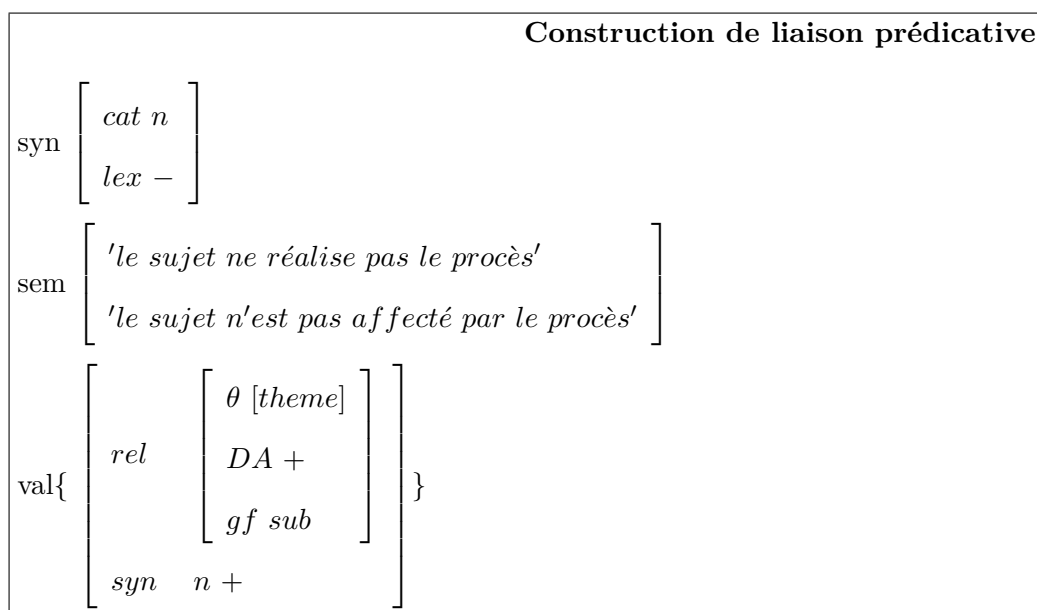 Construction de liaison prédicative
syn [ cat n
lex − ]
sem [ 'le sujet ne réalise pas le procès'
'le sujet n'est pas affecté par le procès' ]
val{ [ rel [ θ [theme]
DA +
gf sub ]
syn n + ] }